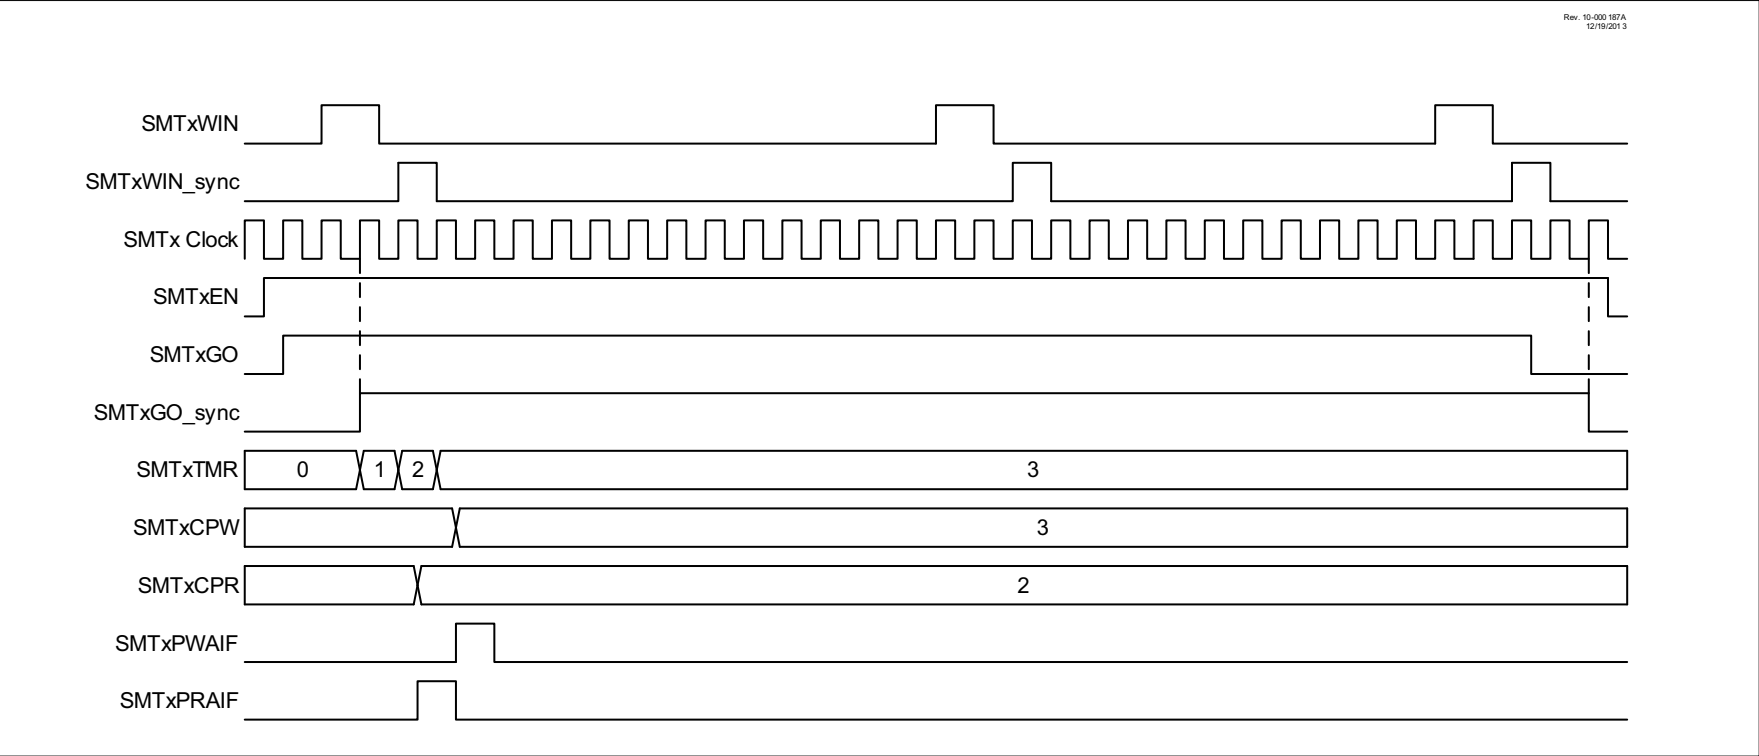 Rev. 10-000 187A
12/19/201 3
SMTxWIN
SMTxWIN_sync
SMTx Clock
SMTxEN
SMTxGO
SMTxGO_sync
SMTxTMR 0 1 2 3
SMTxCPW 3
SMTxCPR 2
SMTxPWAIF
SMTxPRAIF